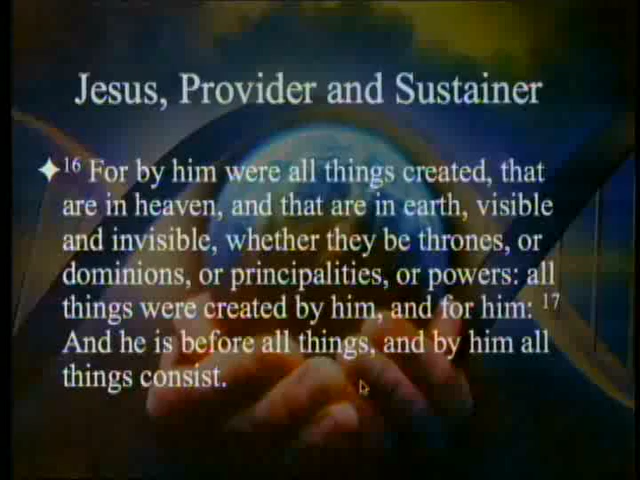 Jesus, Provider and Sustainer
✦16 For by him were all things created, that
are in heaven, and that are in earth, visible
and invisible, whether they be thrones, or
dominions, or principalities, or powers: all
things were created by him, and for him: 17
And he is before all things, and by him all
things consist.